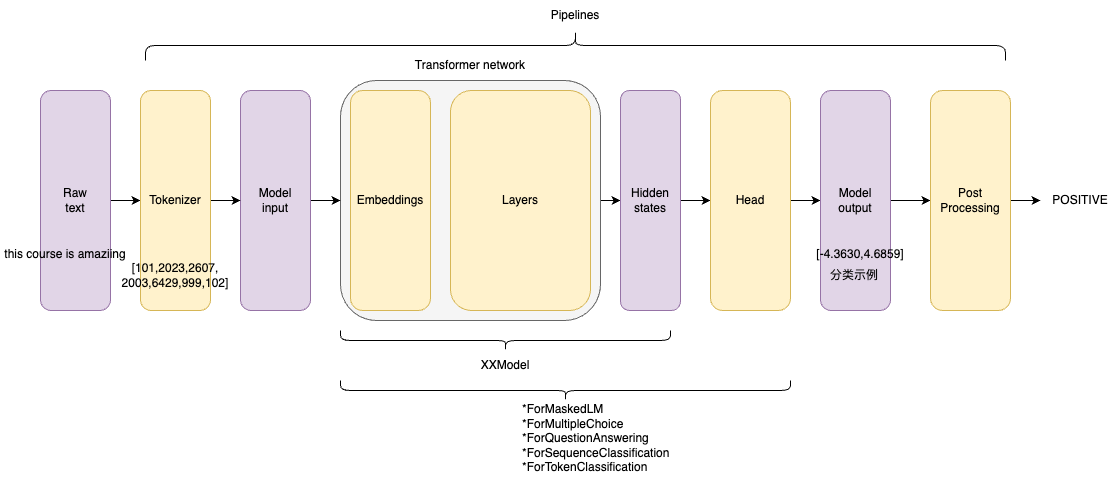 Pipelines
Transformer network
Raw
text
Tokenizer
Model
input
Embeddings
Layers
Hidden
states
Head
Model
output
Post
Processing
POSITIVE
this course is amaziing
[101,2023,2607,
2003,6429,999,102]
[-4.3630,4.6859]
分类示例
XXModel
*ForMaskedLM
*ForMultipleChoice
*ForQuestionAnswering
*ForSequenceClassification
*ForTokenClassification